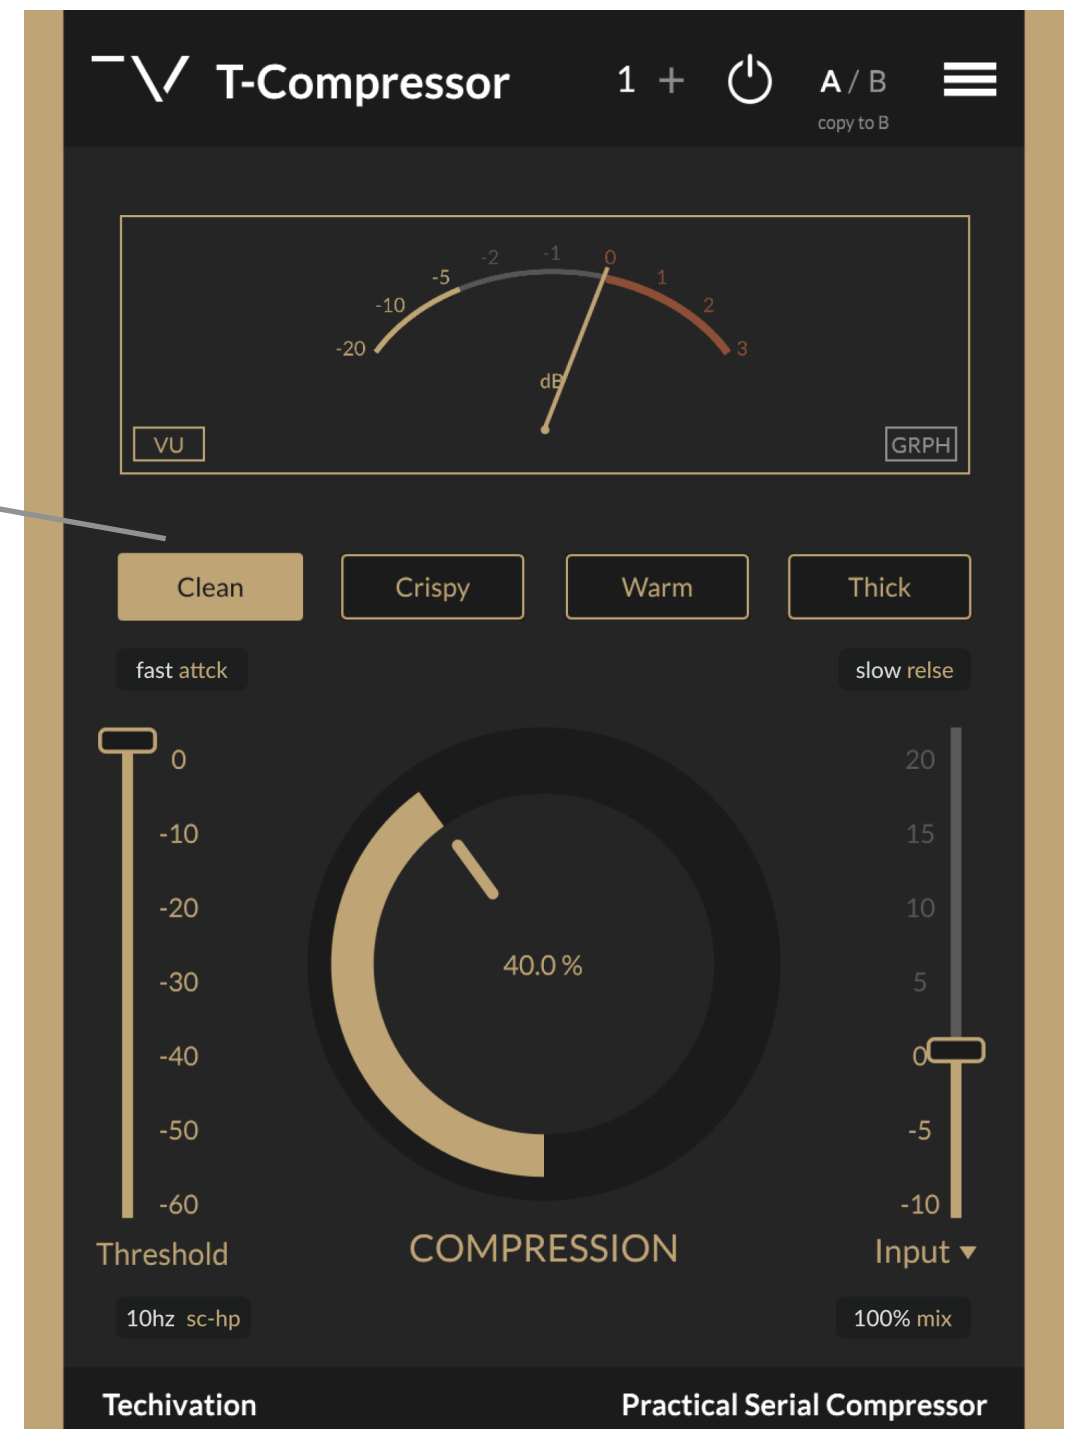 T-Compressor
1 +
A / B
copy to B
-20 -10 -5 -2 -1 0 1 2 3
dB
VU
GRPH
Clean
Crispy
Warm
Thick
fast attck
slow relse
0
-10
-20
-30
-40
-50
-60
Threshold
40.0 %
COMPRESSION
20
15
10
5
0
-5
-10
Input
10hz sc-hp
100% mix
Techivation
Practical Serial Compressor